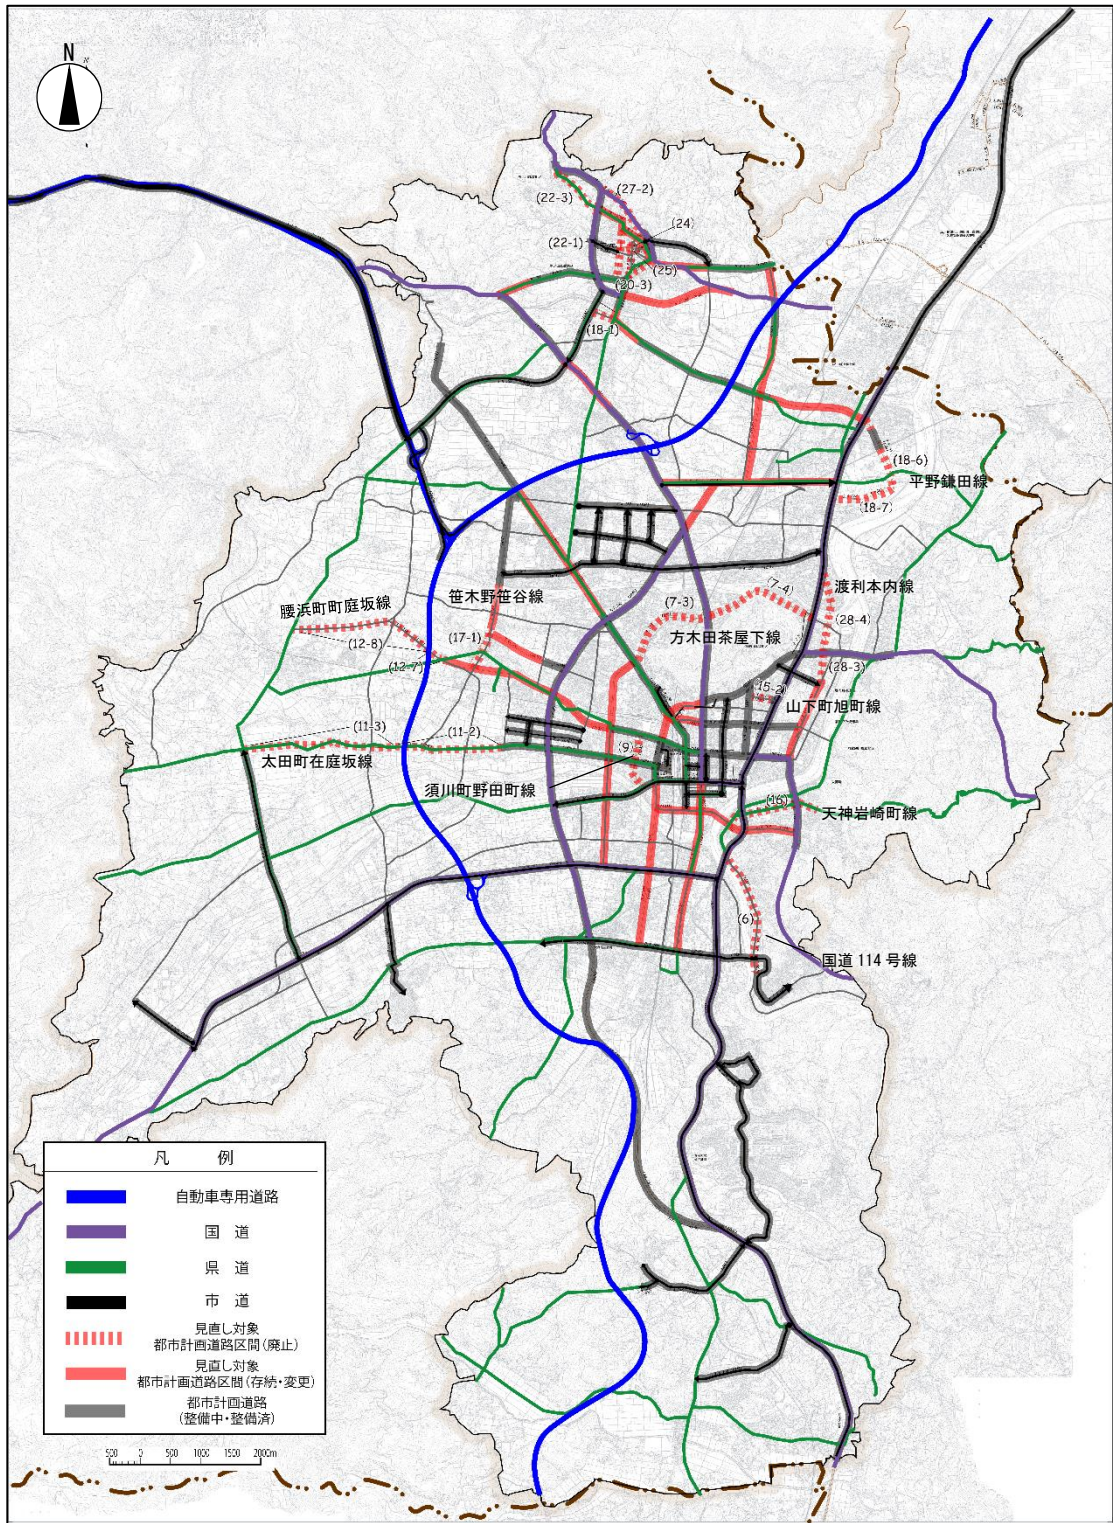 N
(22-3)
(27-2)
(24)
(22-1)
(25)
(20-3)
(18-1)
(18-6)
平野鎌田線
(18-7)
渡利本内線
笹木野笹谷線
(7-4)
(7-3)
腰浜町町庭坂線
(28-4)
方木田茶屋下線
(17-1)
(12-8)
(12-7)
(28-3)
(15-2)
山下町旭町線
(11-3)
(11-2)
太田町在庭坂線
(9)
須川町野田町線
(16)
天神岩崎町線
(6)
国道 114 号線
凡 例
自動車専用道路
国 道
県 道
市 道
見直し対象
都市計画道路区間(廃止)
見直し対象
都市計画道路区間(存続・変更)
都市計画道路
(整備中・整備済)
500 0 500 1000 1500 2000m